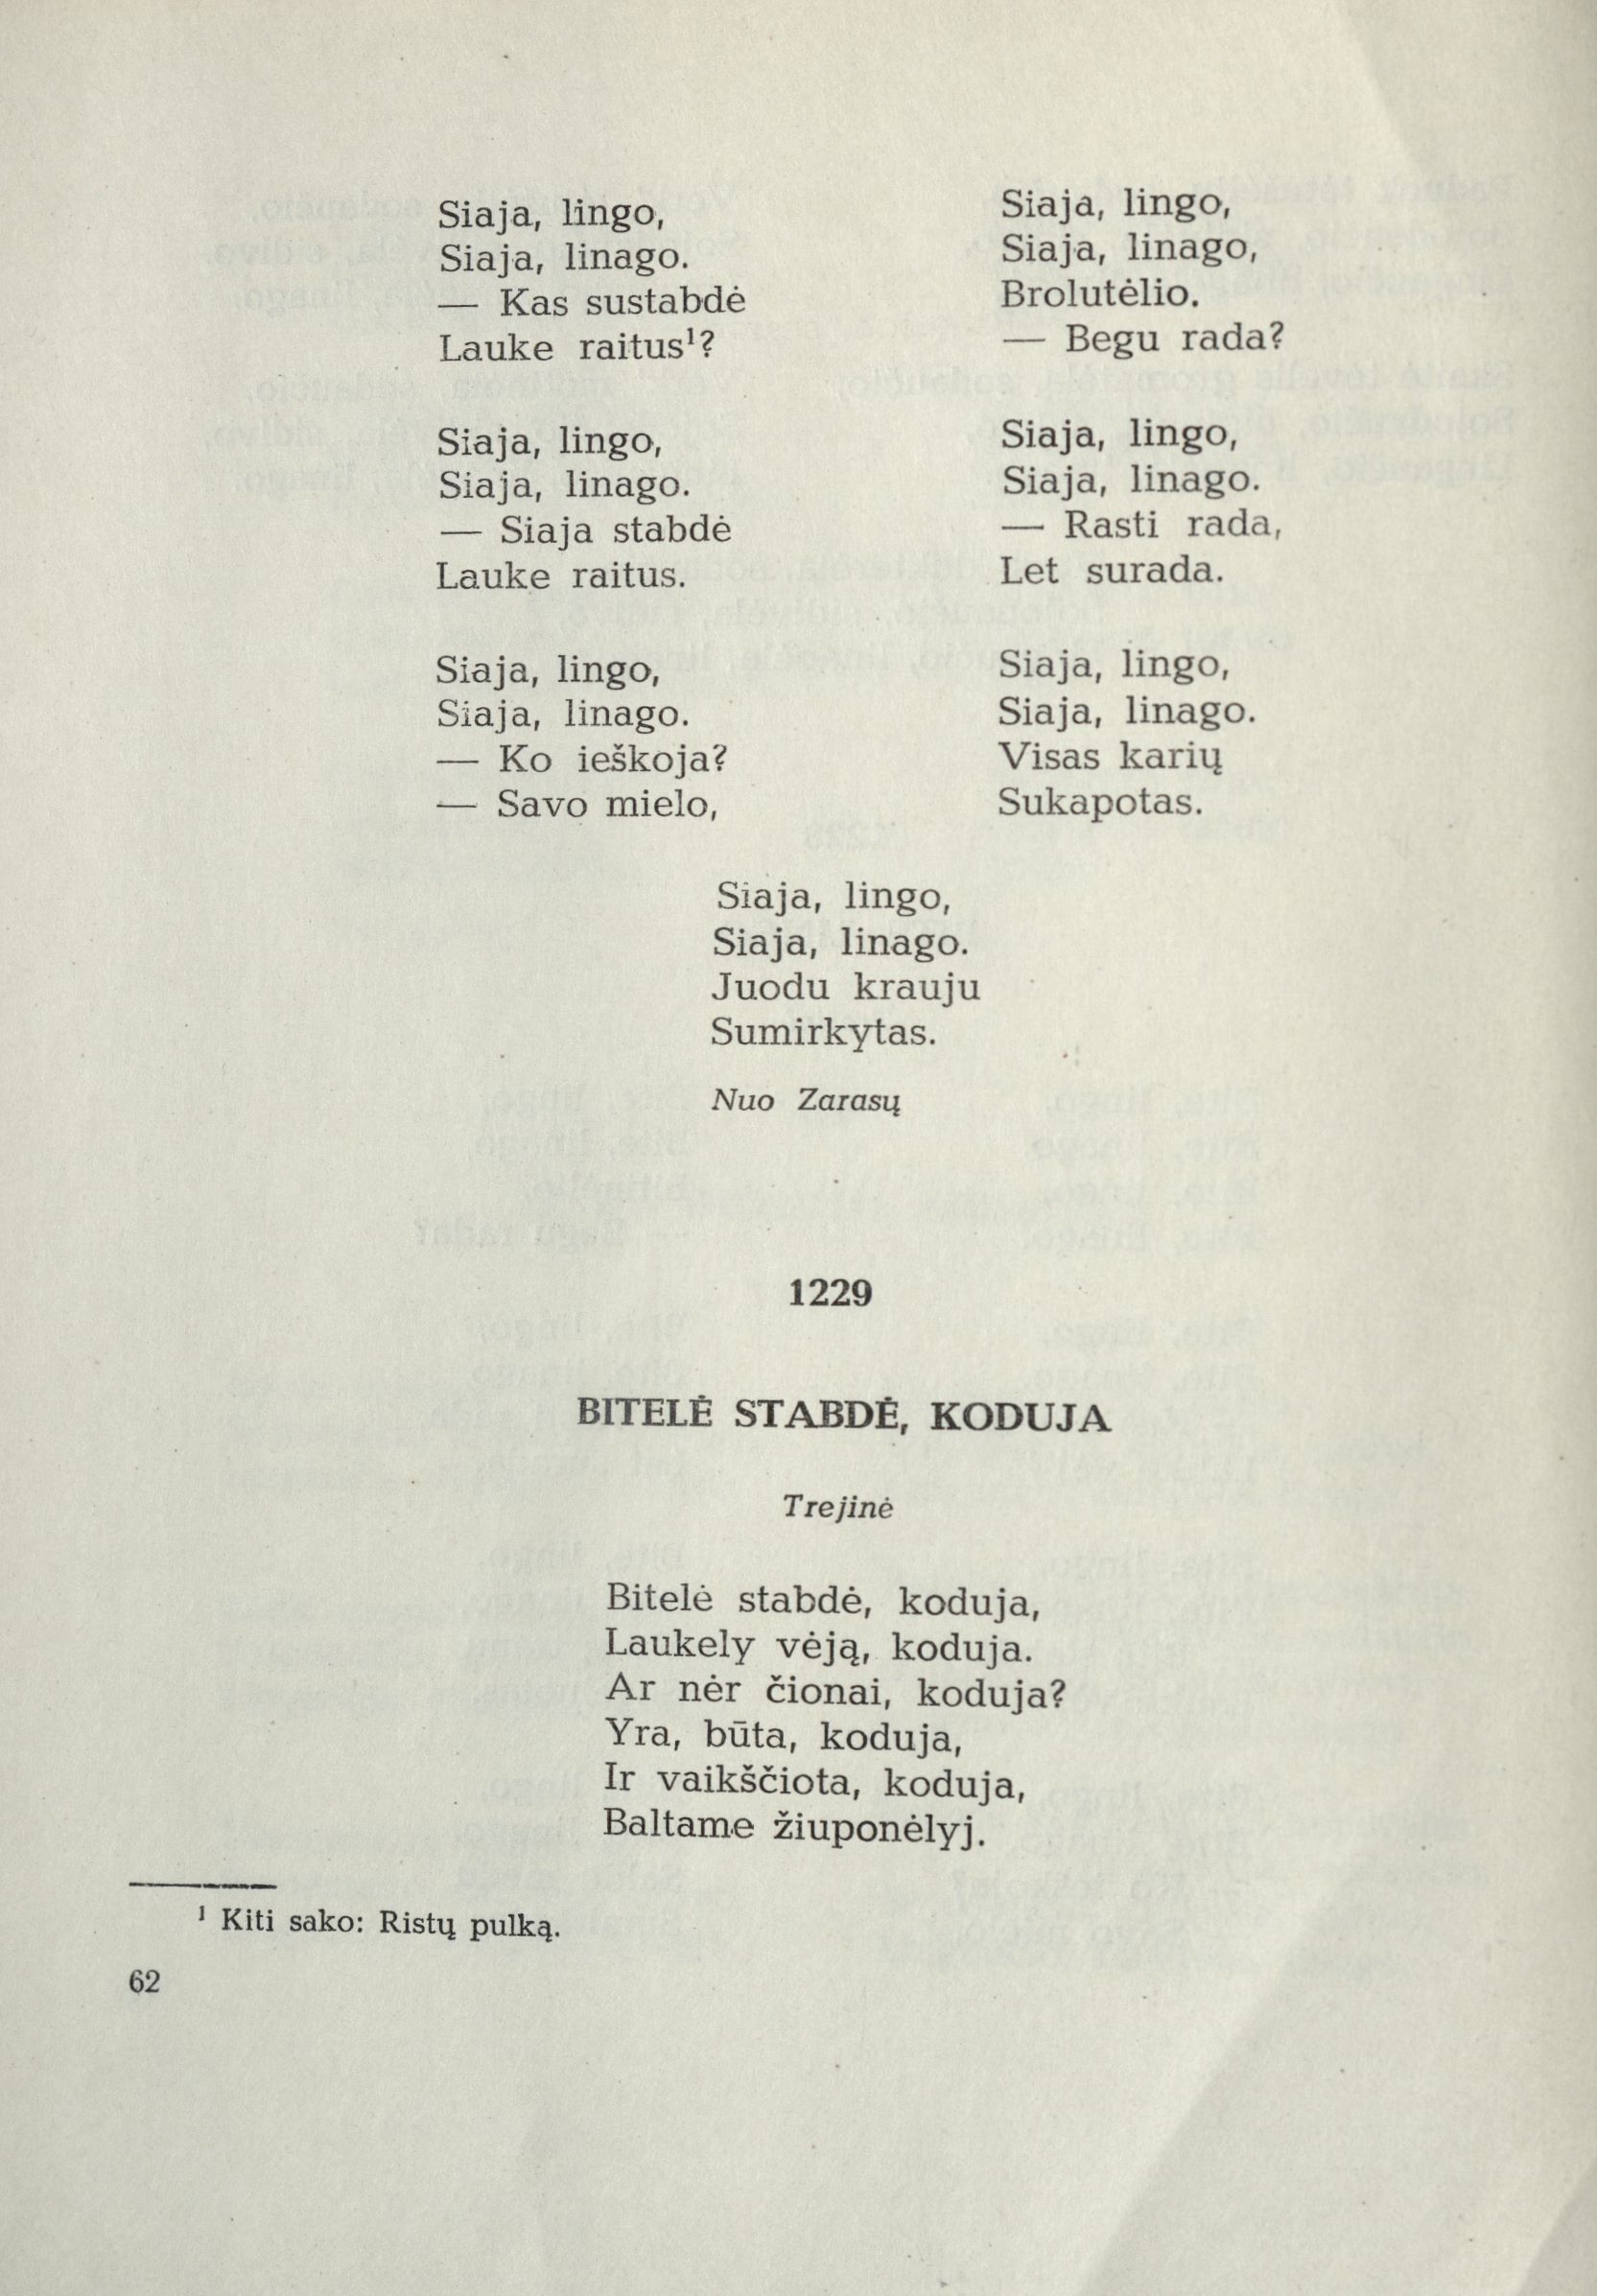 Siaja, lingo,
Siaja, linago.
— Kas sustabdė
Lauke raitus¹?
Siaja, lingo,
Siaja, linago.
— Siaja stabdė
Lauke raitus.
Siaja, lingo,
Siaja, linago.
— Ko ieškoja?
— Savo mielo,
Siaja, lingo,
Siaja, linago,
Brolutėlio.
— Begu rada?
Siaja, lingo,
Siaja, linago.
— Rasti rada,
Let surada.
Siaja, lingo,
Siaja, linago.
Visas karių
Sukapotas.
Siaja, lingo,
Siaja, linago.
Juodu krauju
Sumirkytas.
Nuo Zarasų
1229
BITELĖ STABDĖ, KODUJA
Trejinė
Bitelė stabdė, koduja,
Laukely vėją, koduja.
Ar nėr čionai, koduja?
Yra, būta, koduja,
Ir vaikščiota, koduja,
Baltame žiuponėlyj.
¹ Kiti sako: Ristų pulką.
62